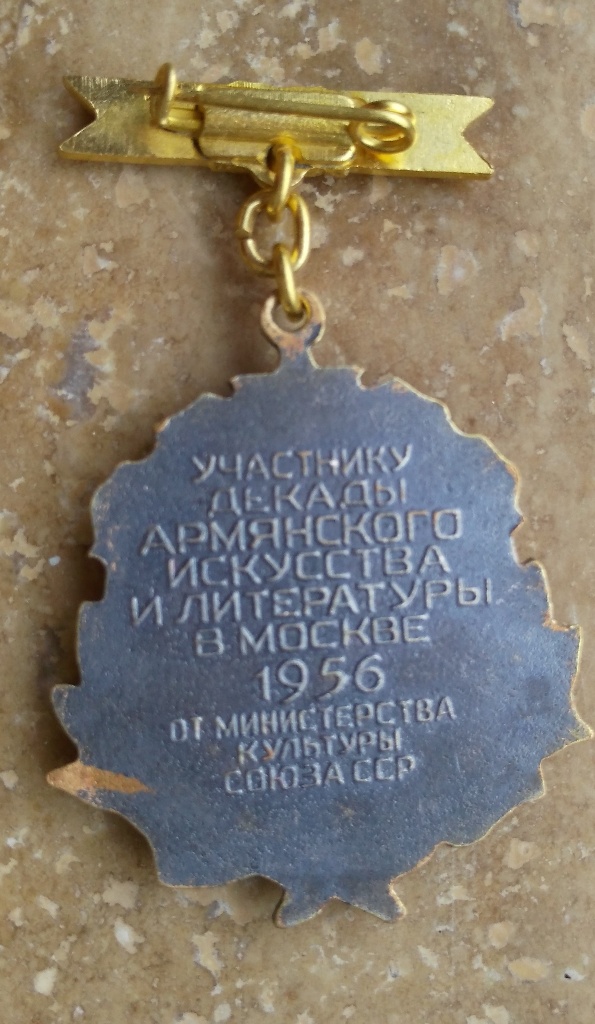 УЧАСТНИКУ
ДЕКАДЫ
АРМЯНСКОГО
ИСКУССТВА
И ЛИТЕРАТУРЫ
В МОСКВЕ
1956
ОТ МИНИСТЕРСТВА
КУЛЬТУРЫ
СОЮЗА ССР